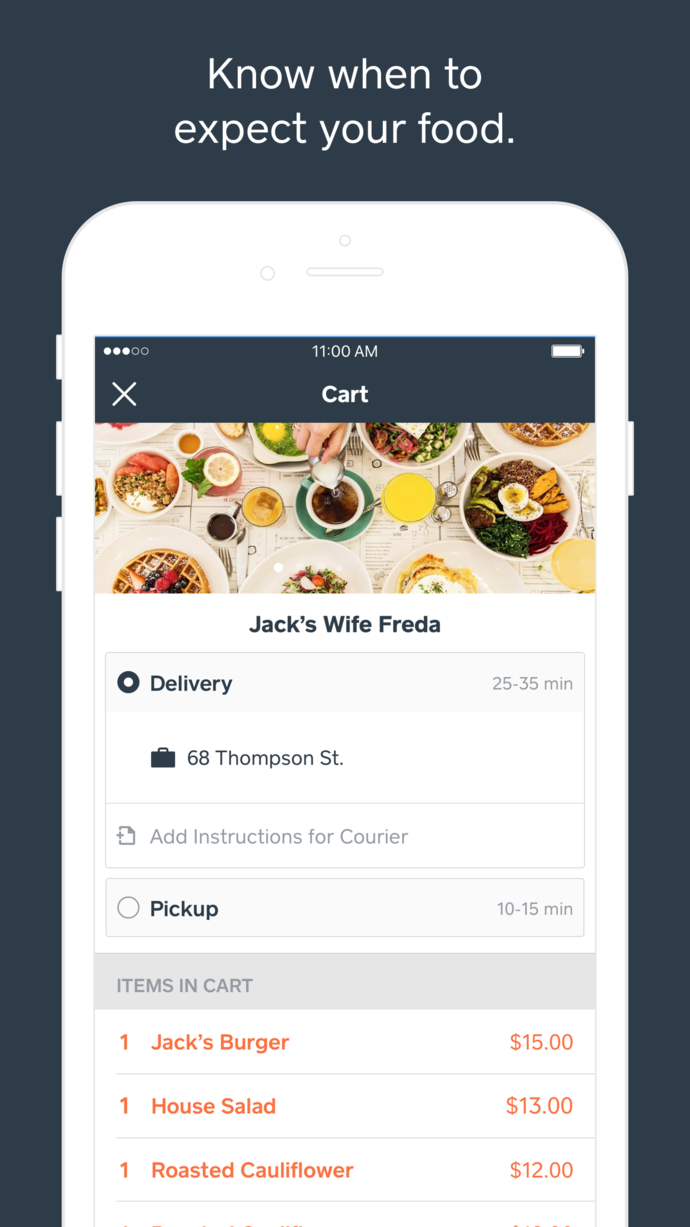 Know when to
expect your food.
11:00 AM
Cart
Jack's Wife Freda
Delivery 25-35 min
68 Thompson St.
Add Instructions for Courier
Pickup 10-15 min
ITEMS IN CART
1 Jack's Burger $15.00
1 House Salad $13.00
1 Roasted Cauliflower $12.00